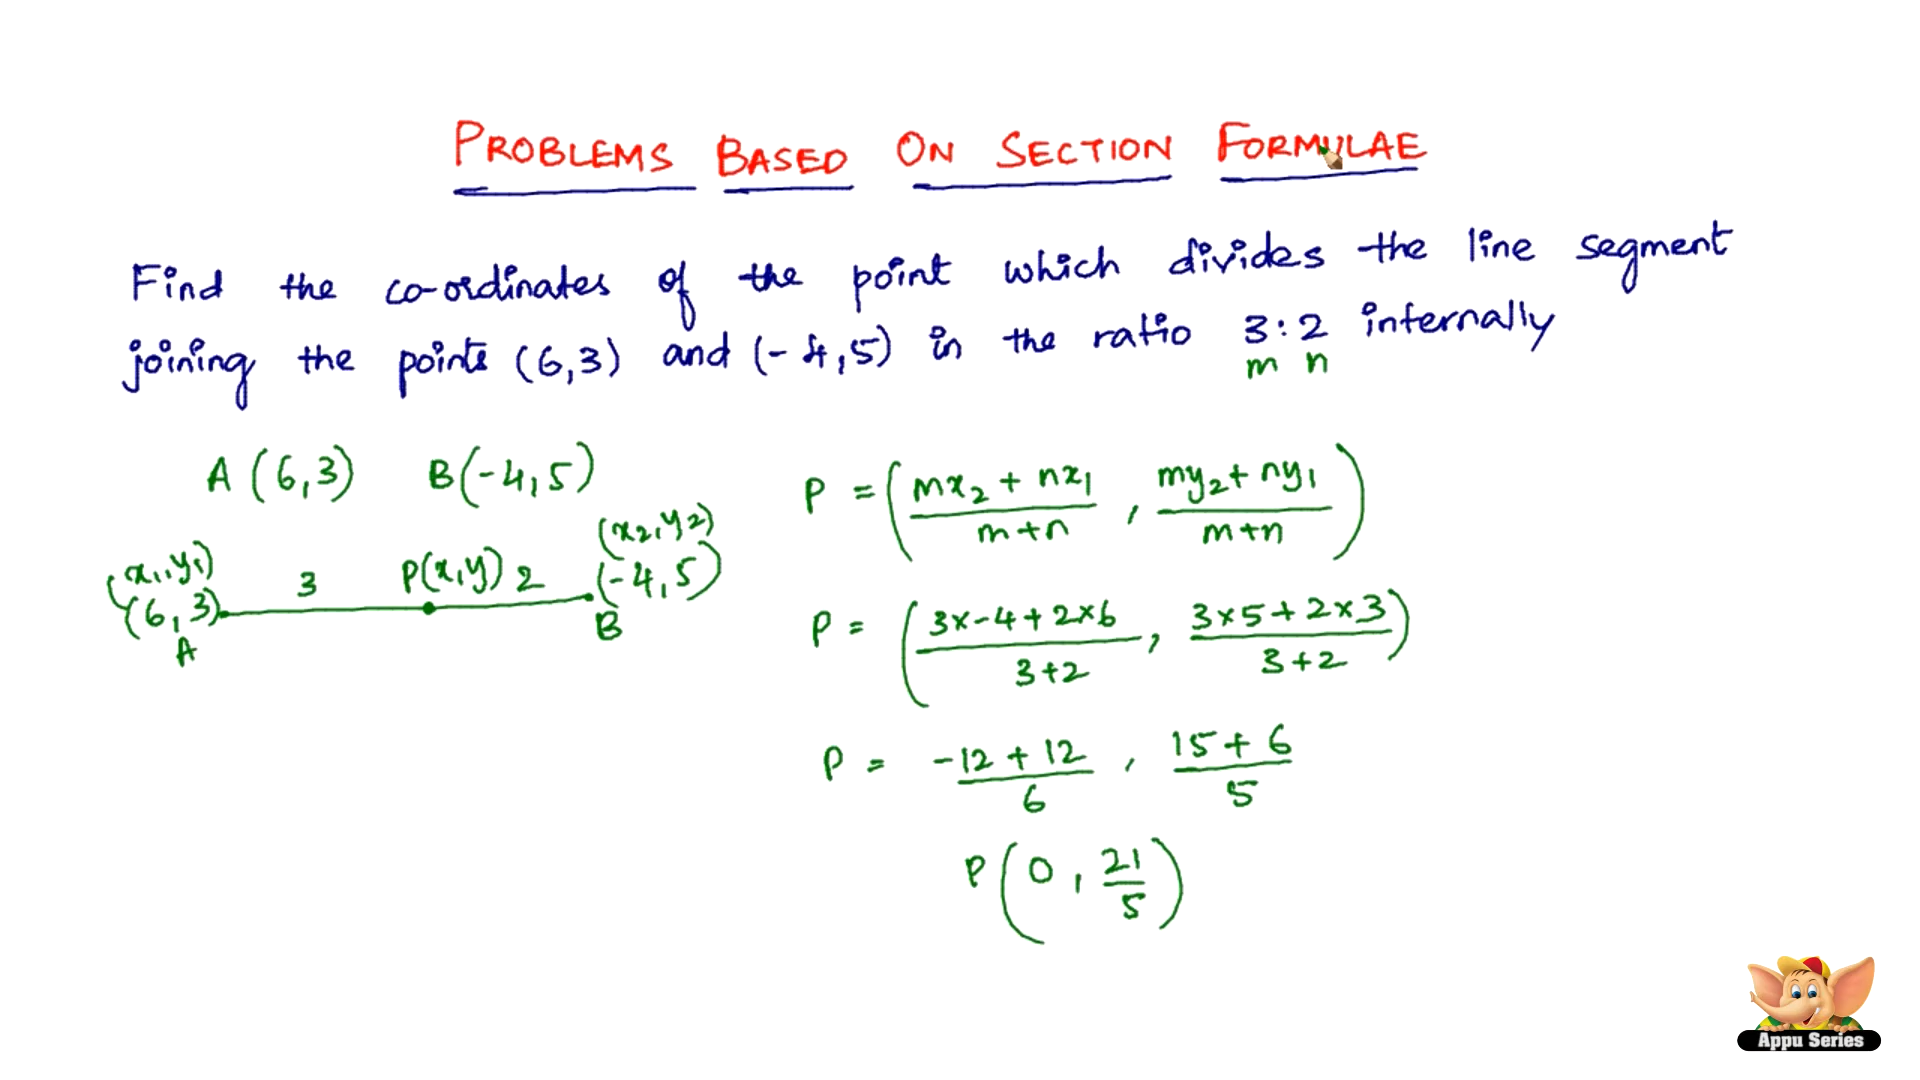 PROBLEMS BASED ON SECTION FORMULAE
Find the co-ordinates of the point which divides the line segment
joining the points (6,3) and (-4,5) in the ratio 3:2 internally
m n
A (6,3) B(-4,5)
(x₁,y₁) 3 P(x,y) 2 (x₂,y₂)
(6,3) (-4,5)
A B
P = ( (mx₂ + nx₁)/(m+n) , (my₂ + ny₁)/(m+n) )
P = ( (3x-4+2×6)/(3+2) , (3×5+2×3)/(3+2) )
P = (-12+12)/6 , (15+6)/5
P(0, 21/5)
Appu Series